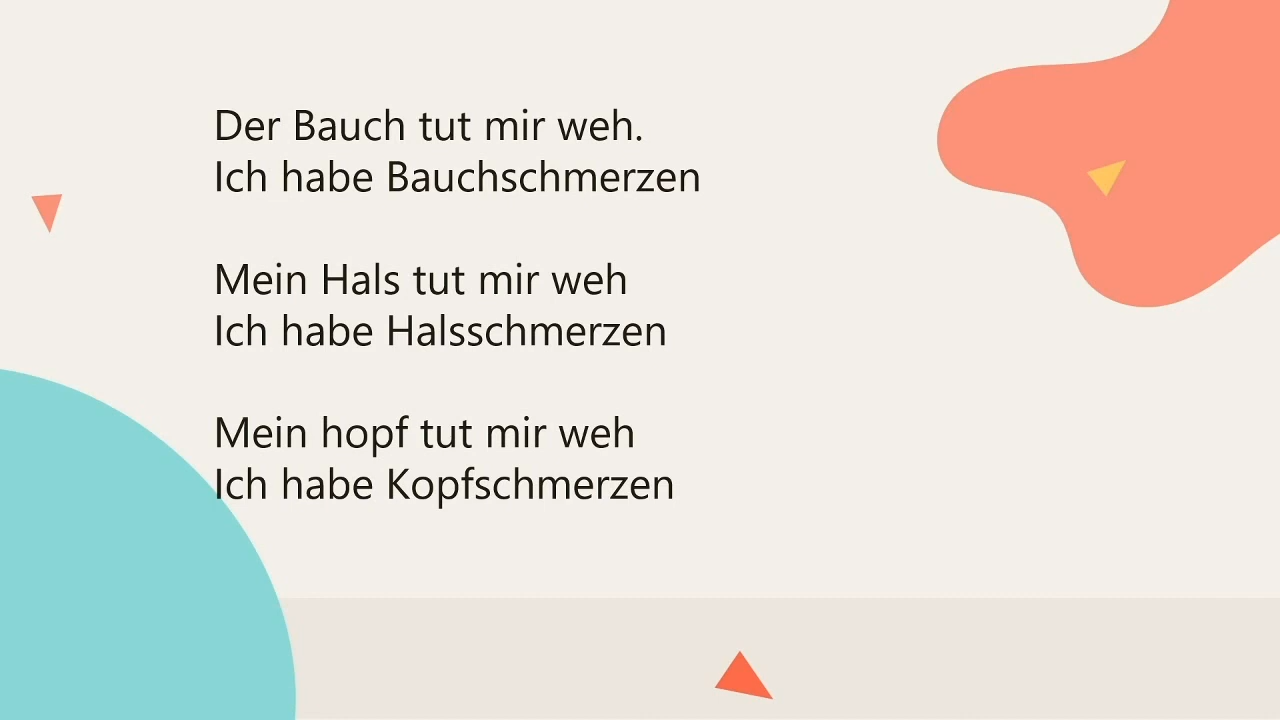 Der Bauch tut mir weh.
Ich habe Bauchschmerzen
Mein Hals tut mir weh
Ich habe Halsschmerzen
Mein hopf tut mir weh
Ich habe Kopfschmerzen